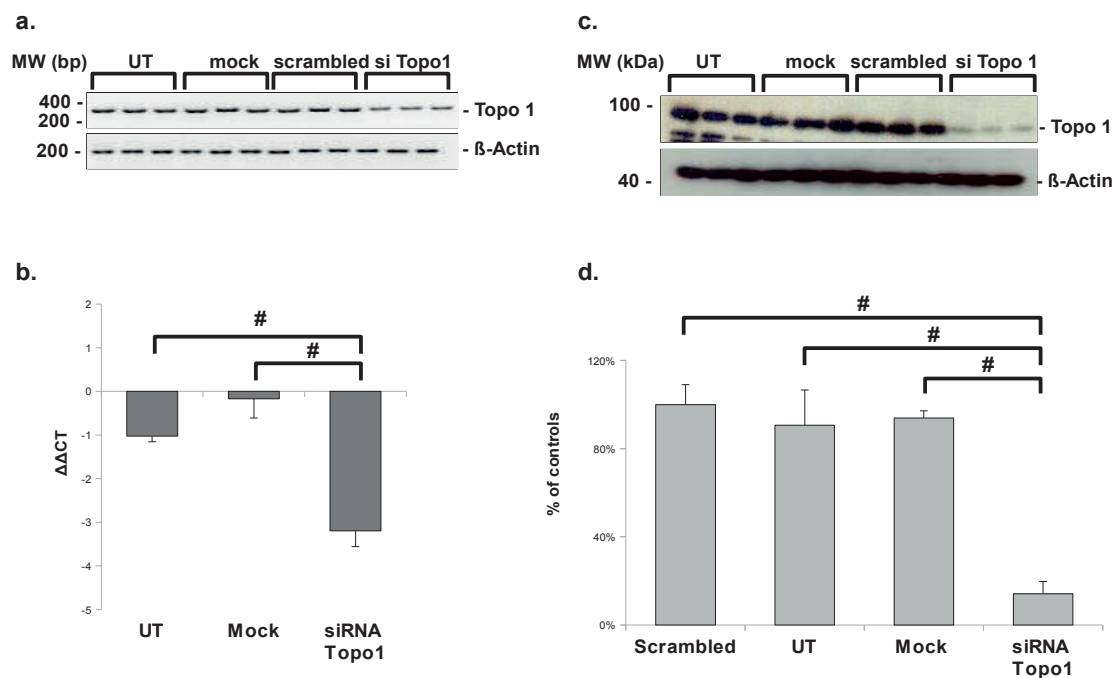 a.
MW (bp) UT mock scrambled si Topo1
400 -
200 -
- Topo 1
200 -
- ß-Actin
c.
MW (kDa) UT mock scrambled si Topo 1
100 -
- Topo 1
40 -
- ß-Actin
b.
#
#
2
1
0
-1
-2
-3
-4
-5
ΔΔCT
UT Mock siRNA
Topo1
d.
#
#
#
120%
80%
40%
0%
% of controls
Scrambled UT Mock siRNA
Topo1